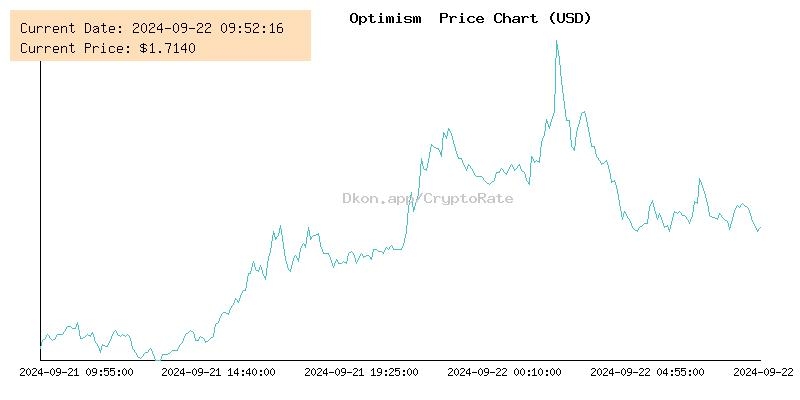 Optimism  Price Chart (USD)
Current Date: 2024-09-22 09:52:16
Current Price: $1.7140
Dkon.app/CryptoRate
2024-09-21 09:55:00 2024-09-21 14:40:00 2024-09-21 19:25:00 2024-09-22 00:10:00 2024-09-22 04:55:00 2024-09-22